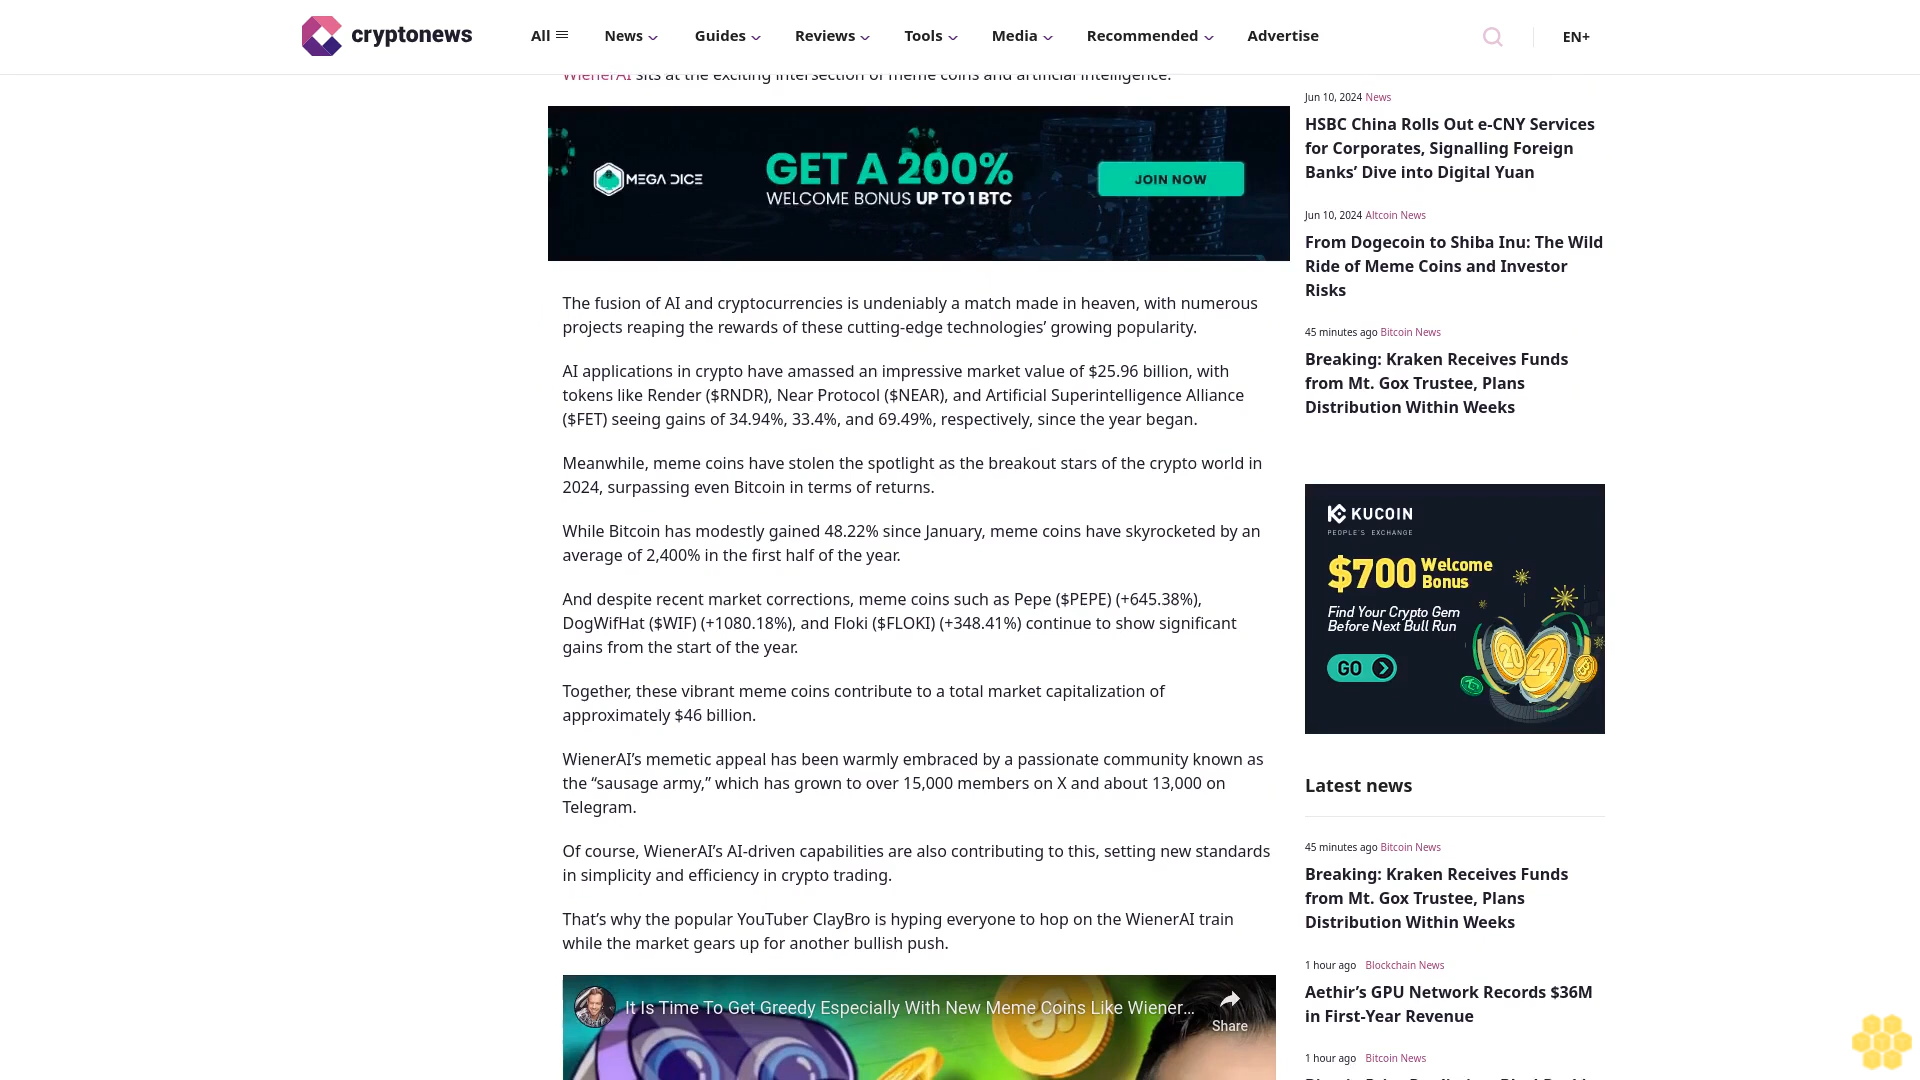 cryptonews
All
News
Guides
Reviews
Tools
Media
Recommended
Advertise
EN+
WienerAI sits at the exciting intersection of meme coins and artificial intelligence.
MEGA DICE
GET A 200%
WELCOME BONUS UP TO 1 BTC
JOIN NOW
The fusion of AI and cryptocurrencies is undeniably a match made in heaven, with numerous
projects reaping the rewards of these cutting-edge technologies’ growing popularity.
AI applications in crypto have amassed an impressive market value of $25.96 billion, with
tokens like Render ($RNDR), Near Protocol ($NEAR), and Artificial Superintelligence Alliance
($FET) seeing gains of 34.94%, 33.4%, and 69.49%, respectively, since the year began.
Meanwhile, meme coins have stolen the spotlight as the breakout stars of the crypto world in
2024, surpassing even Bitcoin in terms of returns.
While Bitcoin has modestly gained 48.22% since January, meme coins have skyrocketed by an
average of 2,400% in the first half of the year.
And despite recent market corrections, meme coins such as Pepe ($PEPE) (+645.38%),
DogWifHat ($WIF) (+1080.18%), and Floki ($FLOKI) (+348.41%) continue to show significant
gains from the start of the year.
Together, these vibrant meme coins contribute to a total market capitalization of
approximately $46 billion.
WienerAI’s memetic appeal has been warmly embraced by a passionate community known as
the “sausage army,” which has grown to over 15,000 members on X and about 13,000 on
Telegram.
Of course, WienerAI’s AI-driven capabilities are also contributing to this, setting new standards
in simplicity and efficiency in crypto trading.
That’s why the popular YouTuber ClayBro is hyping everyone to hop on the WienerAI train
while the market gears up for another bullish push.
It Is Time To Get Greedy Especially With New Meme Coins Like Wiener...
Share
Jun 10, 2024 News
HSBC China Rolls Out e-CNY Services
for Corporates, Signalling Foreign
Banks’ Dive into Digital Yuan
Jun 10, 2024 Altcoin News
From Dogecoin to Shiba Inu: The Wild
Ride of Meme Coins and Investor
Risks
45 minutes ago Bitcoin News
Breaking: Kraken Receives Funds
from Mt. Gox Trustee, Plans
Distribution Within Weeks
KUCOIN
PEOPLE'S EXCHANGE
$700 Welcome
Bonus
Find Your Crypto Gem
Before Next Bull Run
GO
20
24
Latest news
45 minutes ago Bitcoin News
Breaking: Kraken Receives Funds
from Mt. Gox Trustee, Plans
Distribution Within Weeks
1 hour ago Blockchain News
Aethir’s GPU Network Records $36M
in First-Year Revenue
1 hour ago Bitcoin News